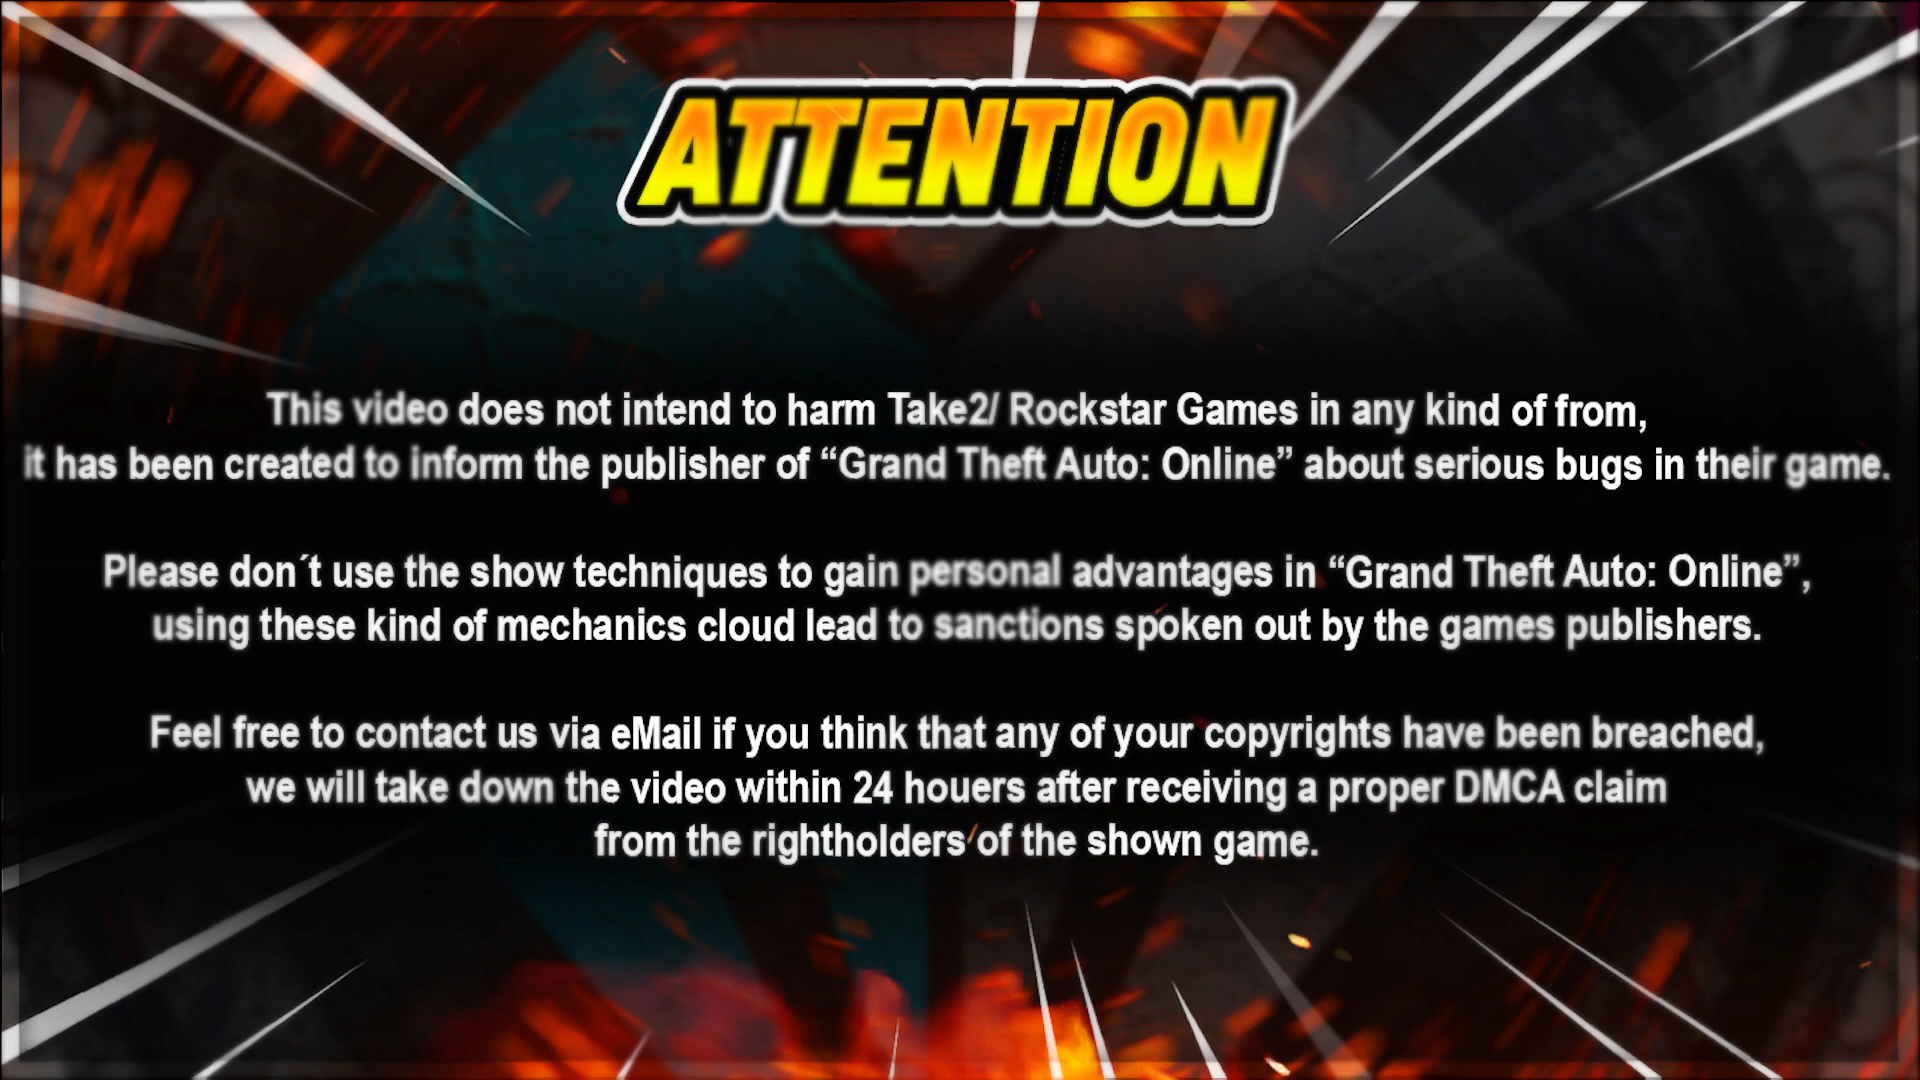 ATTENTION
This video does not intend to harm Take2/ Rockstar Games in any kind of from,
it has been created to inform the publisher of “Grand Theft Auto: Online” about serious bugs in their game.
Please don´t use the show techniques to gain personal advantages in “Grand Theft Auto: Online”,
using these kind of mechanics cloud lead to sanctions spoken out by the games publishers.
Feel free to contact us via eMail if you think that any of your copyrights have been breached,
we will take down the video within 24 houers after receiving a proper DMCA claim
from the rightholders of the shown game.